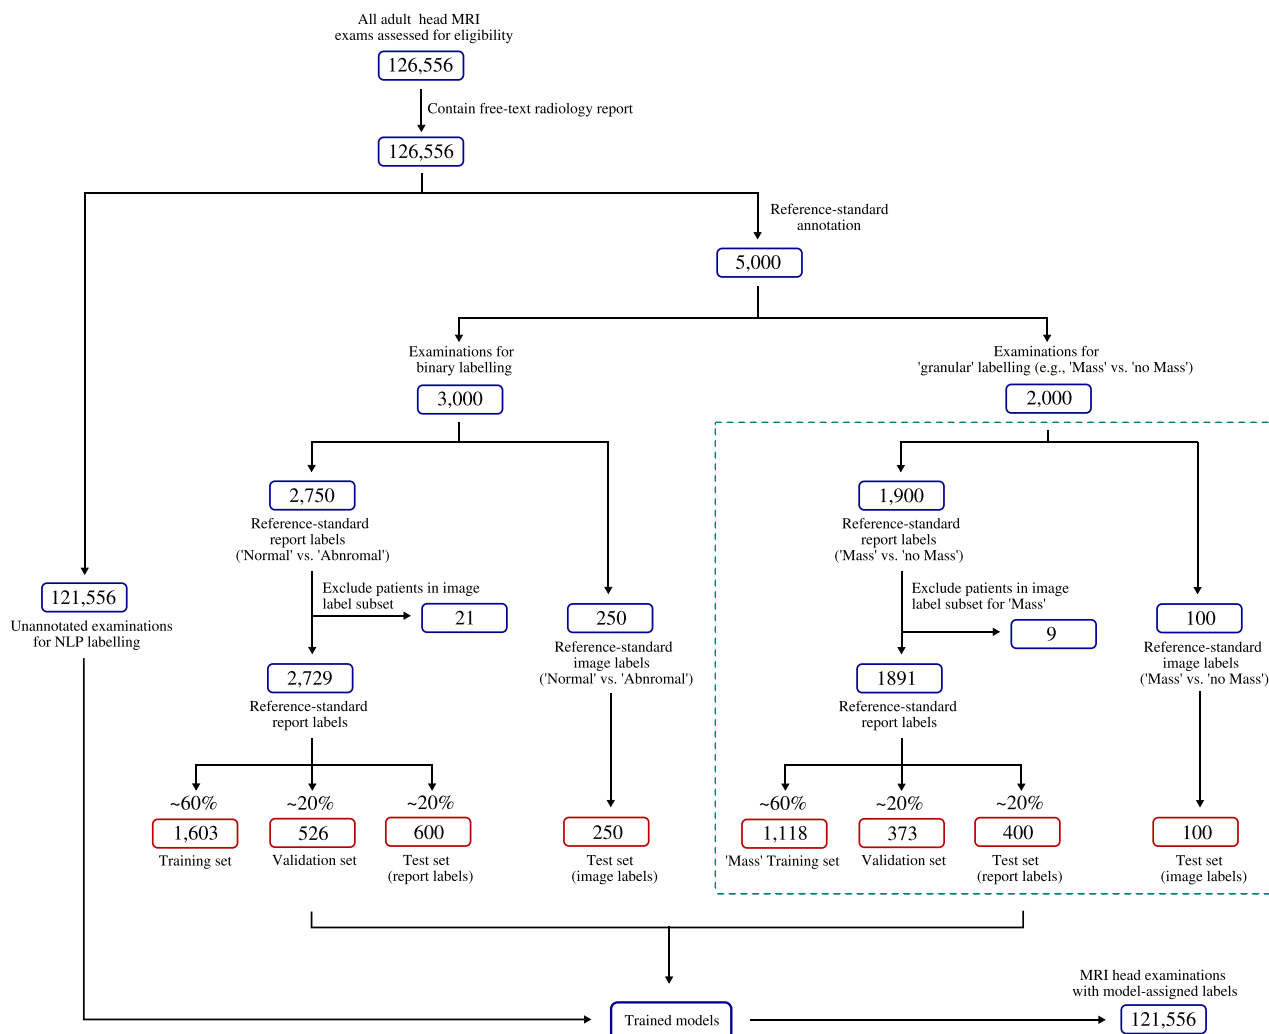 All adult head MRI
exams assessed for eligibility
126,556
Contain free-text radiology report
126,556
Reference-standard
annotation
5,000
Examinations for
binary labelling
3,000
Examinations for
'granular' labelling (e.g., 'Mass' vs. 'no Mass')
2,000
2,750
Reference-standard
report labels
('Normal' vs. 'Abnromal')
Exclude patients in image
label subset
21
2,729
Reference-standard
report labels
250
Reference-standard
image labels
('Normal' vs. 'Abnromal')
1,900
Reference-standard
report labels
('Mass' vs. 'no Mass')
Exclude patients in image
label subset for 'Mass'
9
1891
Reference-standard
report labels
100
Reference-standard
image labels
('Mass' vs. 'no Mass')
121,556
Unannotated examinations
for NLP labelling
~60%
1,603
Training set
~20%
526
Validation set
~20%
600
Test set
(report labels)
250
Test set
(image labels)
~60%
1,118
'Mass' Training set
~20%
373
Validation set
~20%
400
Test set
(report labels)
100
Test set
(image labels)
Trained models
MRI head examinations
with model-assigned labels
121,556